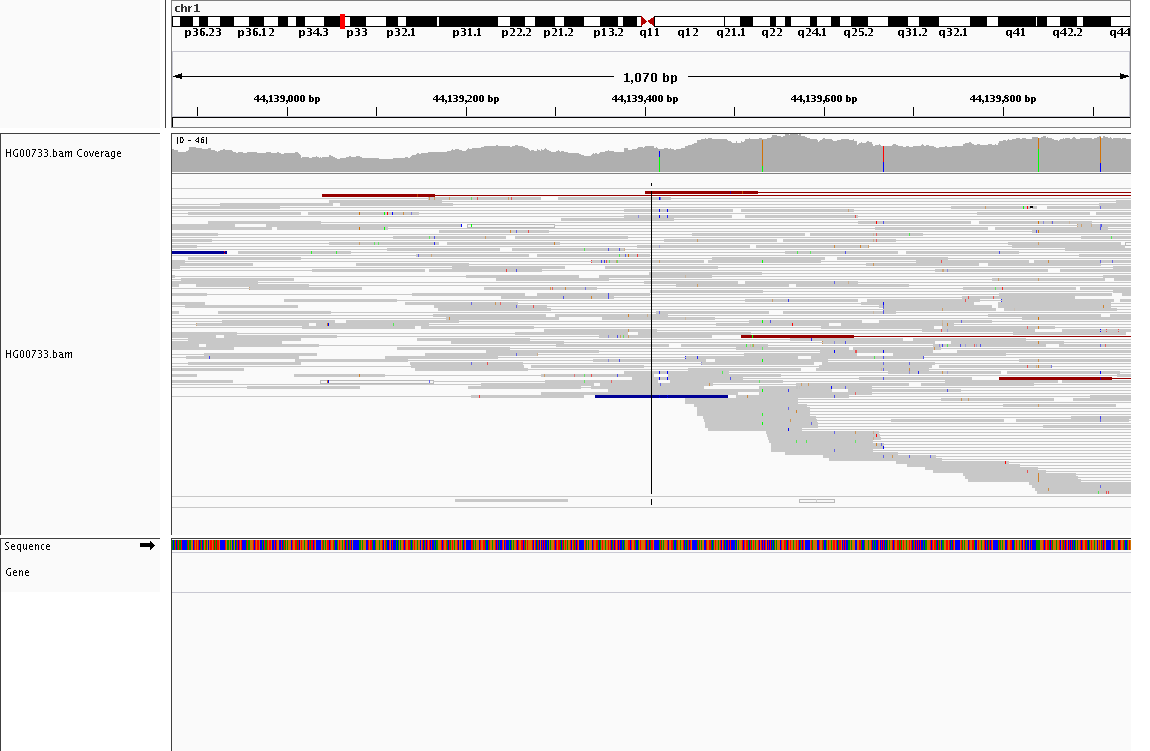 chr1
p36.23 p36.12 p34.3 p33 p32.1 p31.1 p22.2 p21.2 p13.2 q11 q12 q21.1 q22 q24.1 q25.2 q31.2 q32.1 q41 q42.2 q44
1,070 bp
44,139,000 bp 44,139,200 bp 44,139,400 bp 44,139,600 bp 44,139,800 bp
HG00733.bam Coverage
[0 - 46]
HG00733.bam
Sequence
Gene